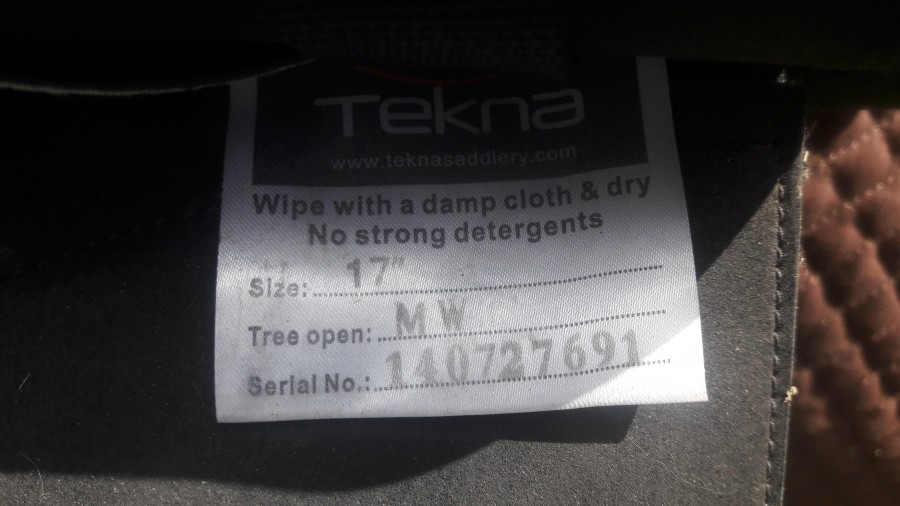 Tekna
www.teknasaddlery.com
Wipe with a damp cloth & dry
No strong detergents
Size: 17"
Tree open: MW
Serial No.: 140727691